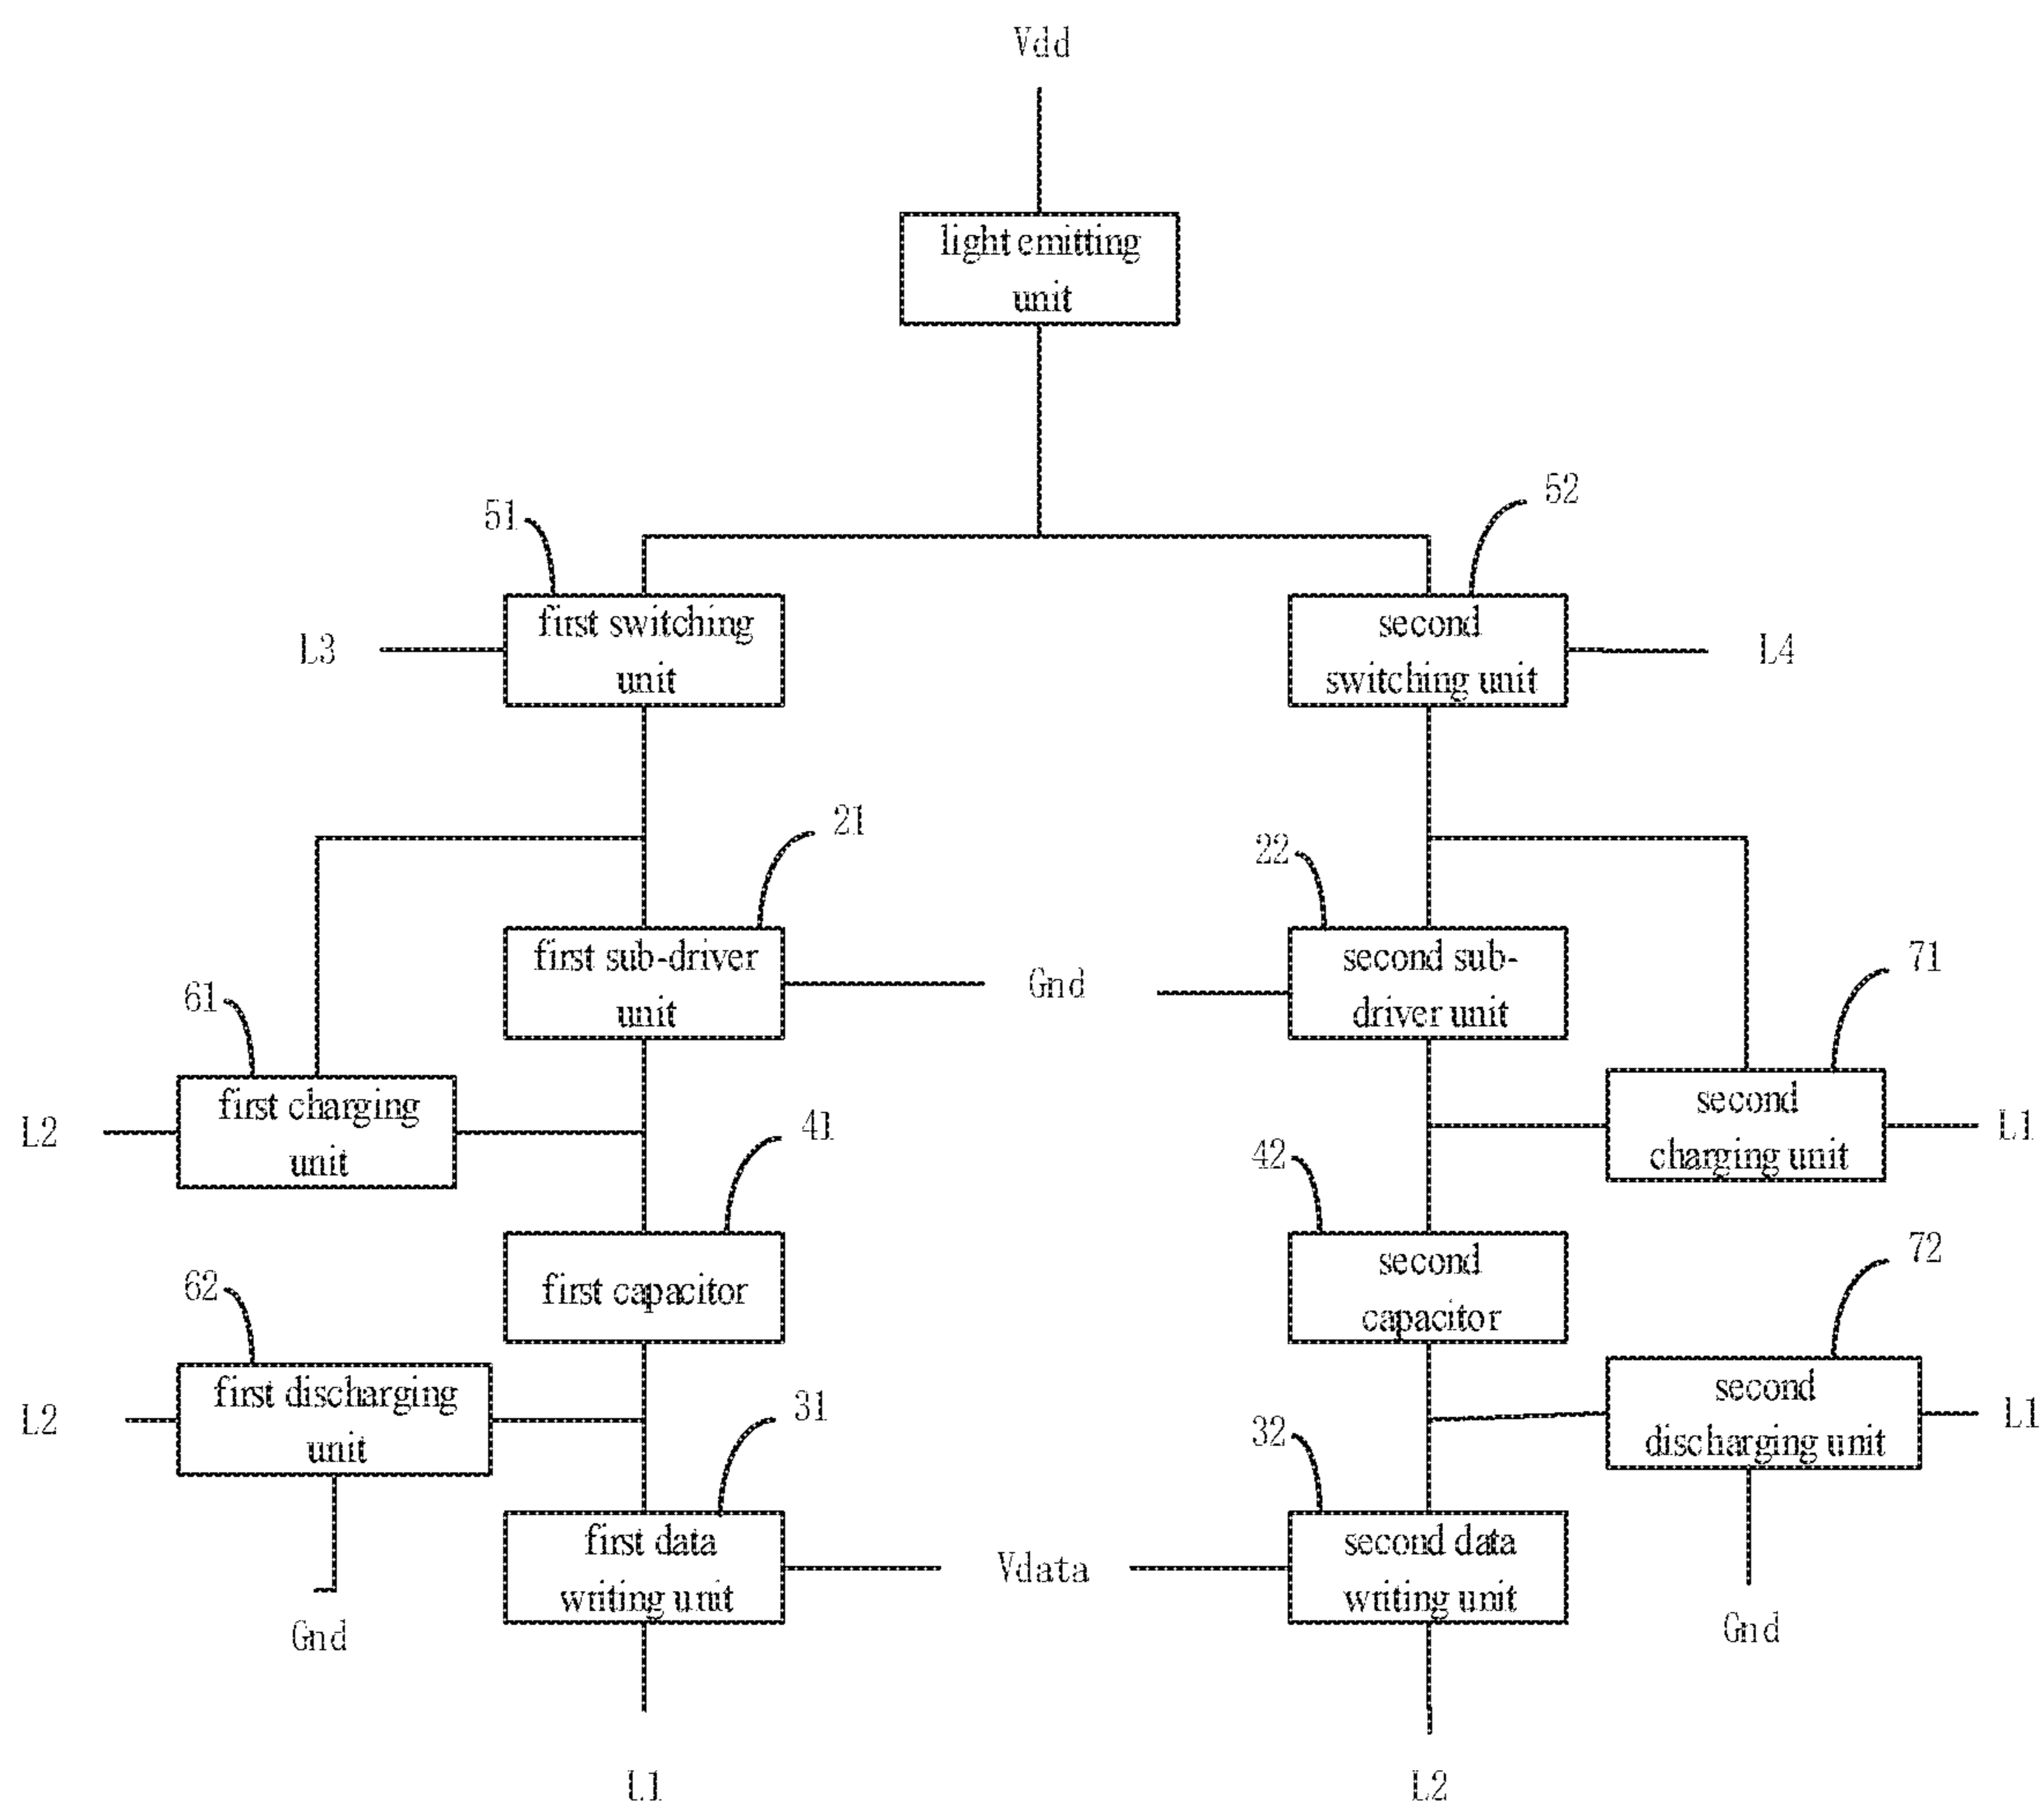 Vdd
light emitting
unit
51
52
first switching
unit
L3
second
switching unit
L4
21
22
first sub-driver
unit
Gnd
second sub-
driver unit
61
71
first charging
unit
L2
41
42
second
charging unit
L1
62
first capacitor
second
capacitor
72
first discharging
unit
L2
31
32
second
discharging unit
L1
first data
writing unit
Vdata
second data
writing unit
Gnd
Gnd
L1
L2